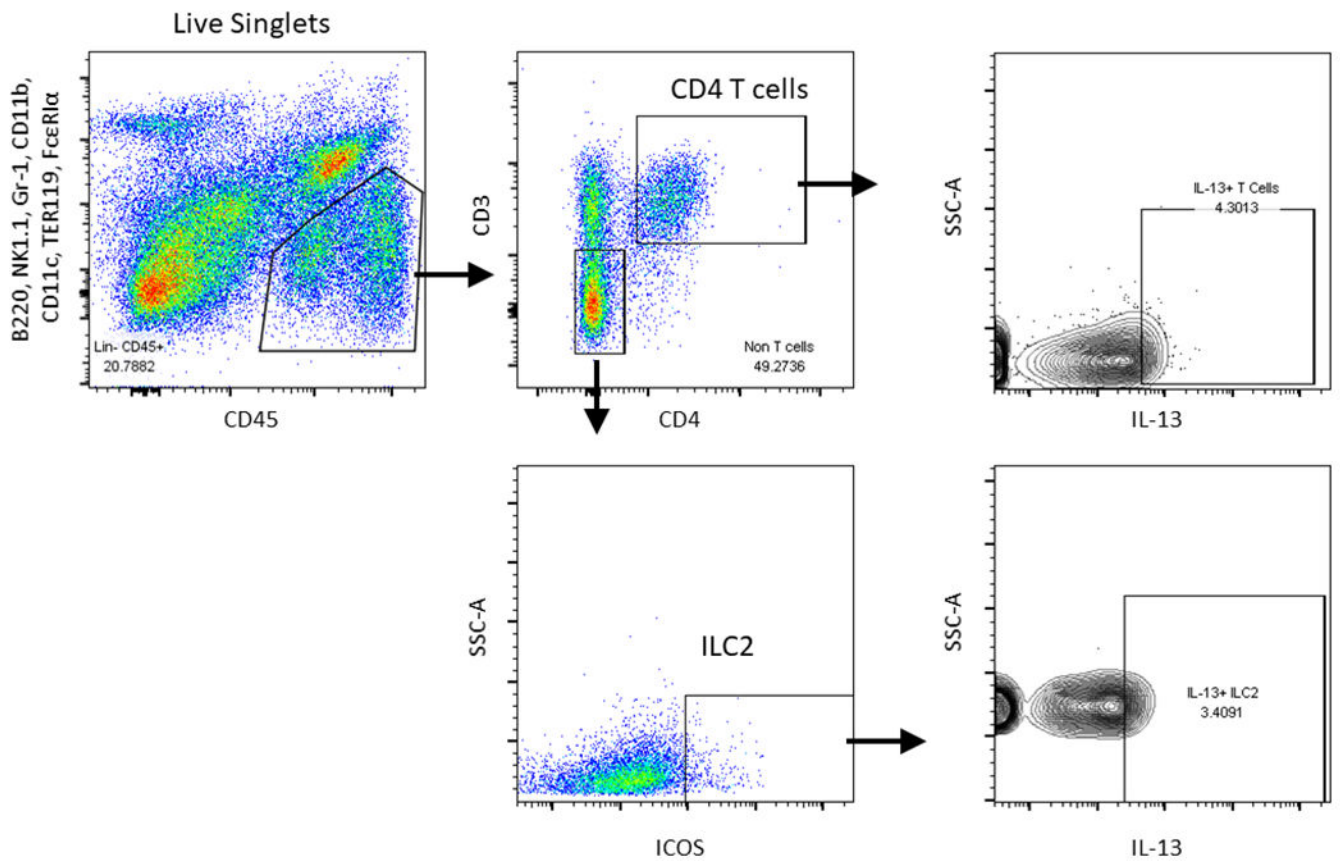 Live Singlets
B220, NK1.1, Gr-1, CD11b,
CD11c, TER119, FcεRIα
Lin- CD45+
20.7882
CD45
CD4 T cells
CD3
Non T cells
49.2736
CD4
SSC-A
IL-13+ T Cells
4.3013
IL-13
SSC-A
ILC2
ICOS
SSC-A
IL-13+ ILC2
3.4091
IL-13